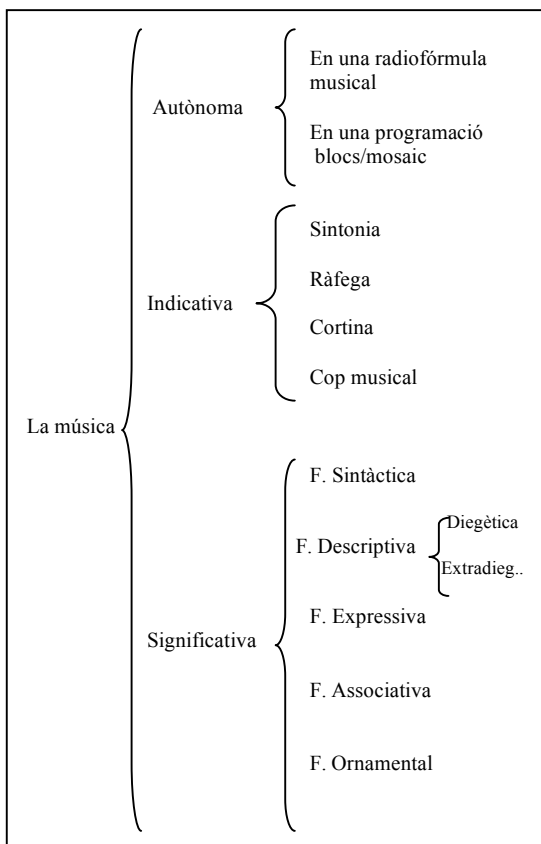 La música
Autònoma
En una radiofórmula
musical
En una programació
blocs/mosaic
Indicativa
Sintonia
Ràfega
Cortina
Cop musical
Significativa
F. Sintàctica
F. Descriptiva
Diegètica
Extradieg..
F. Expressiva
F. Associativa
F. Ornamental